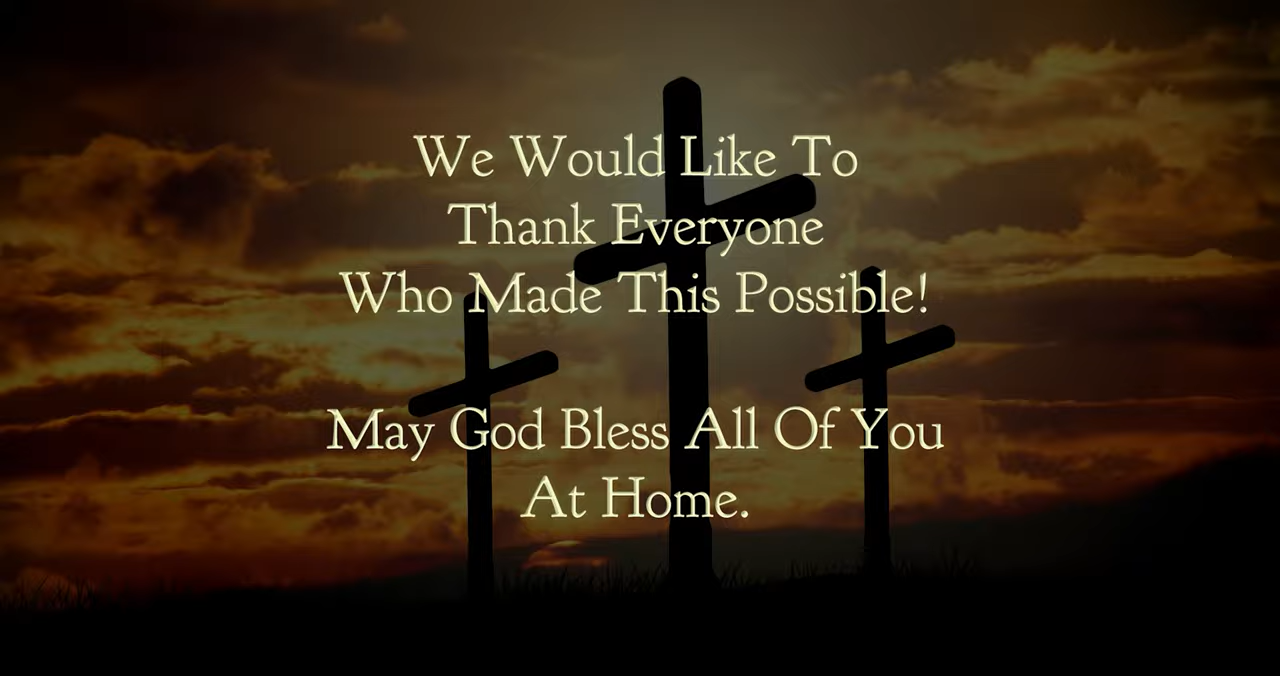 We Would Like To
Thank Everyone
Who Made This Possible!
May God Bless All Of You
At Home.